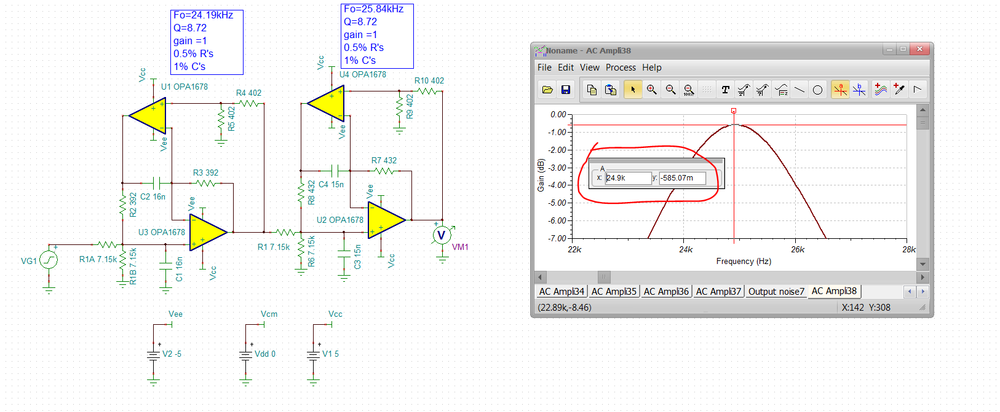 Fo=24.19kHz
Q=8.72
gain =1
0.5% R's
1% C's
Fo=25.84kHz
Q=8.72
gain =1
0.5% R's
1% C's
Vcc
U1 OPA1678
R4 402
R5 402
Vee
R3 392
C2 16n
R2 392
Vee
U3 OPA1678
R1A 7.15k
R1B 7.15k
C1 16n
Vcc
VG1
Vcc
U4 OPA1678
R10 402
R9 402
Vee
R7 432
C4 15n
R8 432
Vee
U2 OPA1678
R1 7.15k
R6 7.15k
C3 15n
Vcc
V
VM1
Vee
V2 -5
Vcm
Vdd 0
Vcc
V1 5
Noname - AC Ampli38
File Edit View Process Help
100%
T
a
b
0.00
-1.00
-2.00
-3.00
-4.00
-5.00
-6.00
-7.00
Gain (dB)
A
x: 24.9k y: -585.07m
22k 24k 26k 28k
Frequency (Hz)
AC Ampli34 AC Ampli35 AC Ampli36 AC Ampli37 Output noise7 AC Ampli38
(22.89k,-8.46) X:142 Y:308